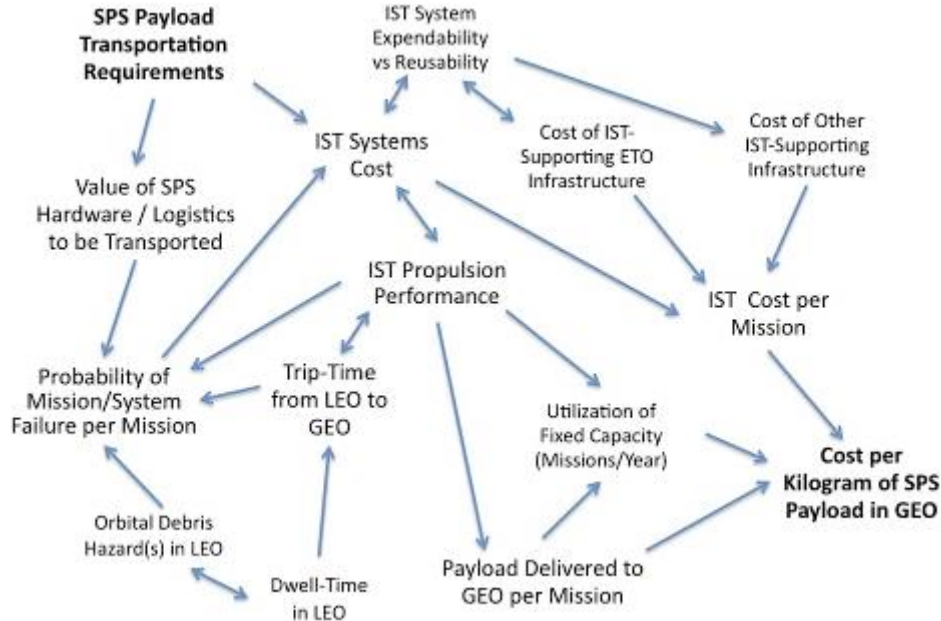 SPS Payload
Transportation
Requirements
IST System
Expendability
vs Reusability
IST Systems
Cost
Cost of IST-
Supporting ETO
Infrastructure
Cost of Other
IST-Supporting
Infrastructure
Value of SPS
Hardware / Logistics
to be Transported
IST Propulsion
Performance
IST Cost per
Mission
Probability of
Mission/System
Failure per Mission
Trip-Time
from LEO to
GEO
Utilization of
Fixed Capacity
(Missions/Year)
Cost per
Kilogram of SPS
Payload in GEO
Orbital Debris
Hazard(s) in LEO
Dwell-Time
in LEO
Payload Delivered to
GEO per Mission